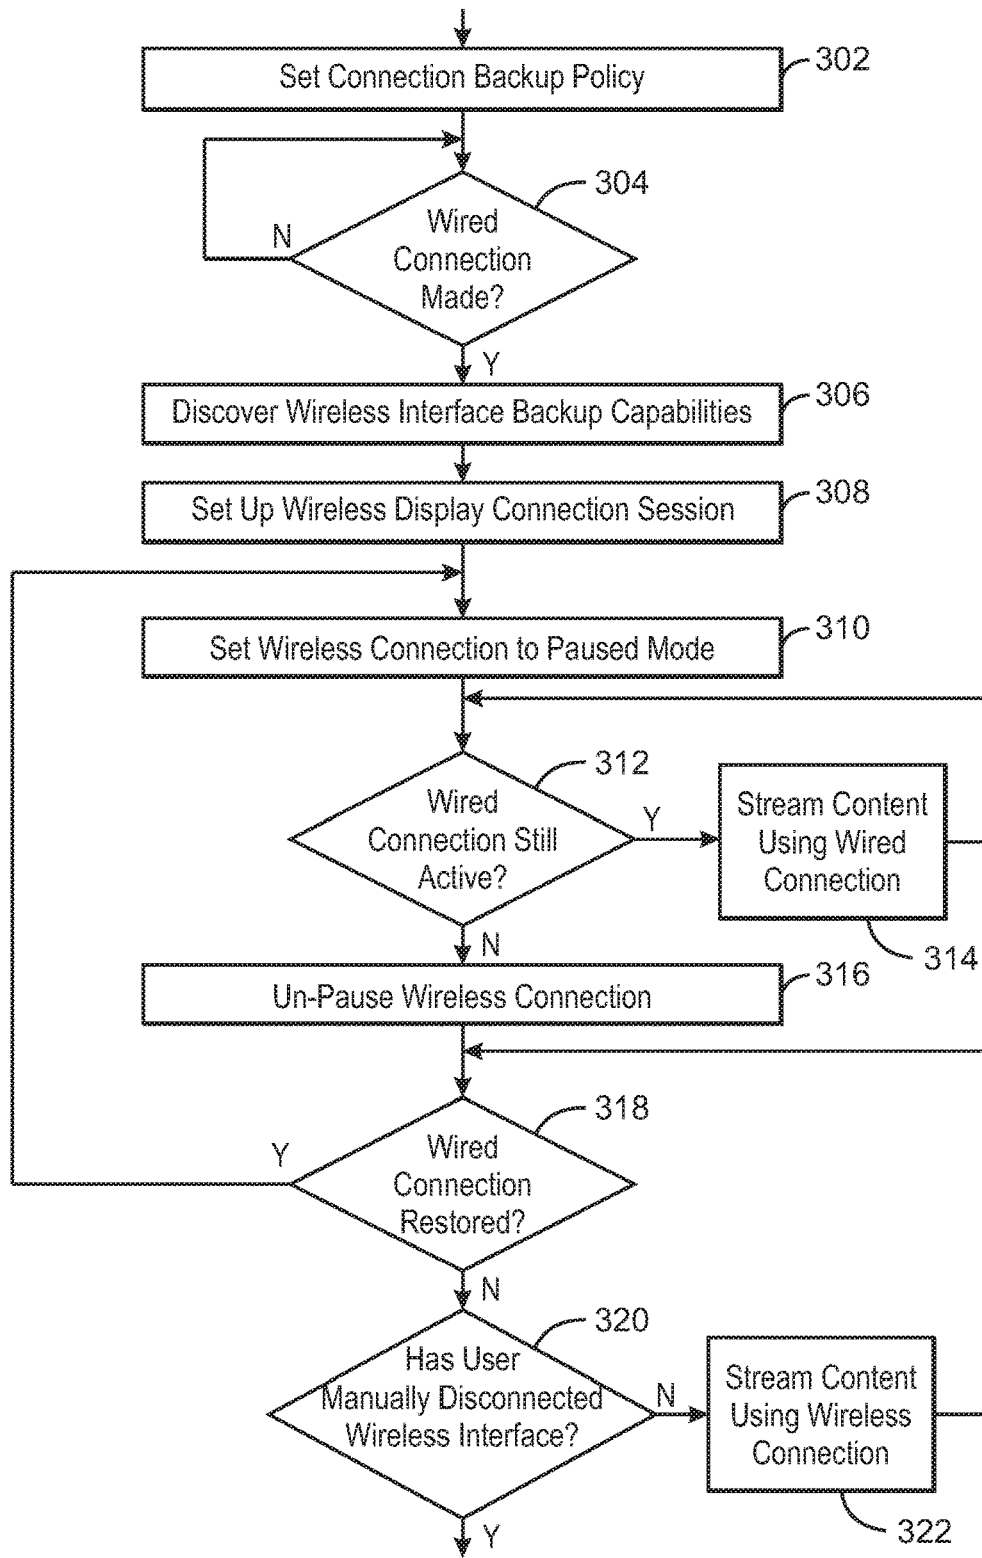 Set Connection Backup Policy
302
304
Wired
Connection
Made?
N
Y
Discover Wireless Interface Backup Capabilities
306
Set Up Wireless Display Connection Session
308
Set Wireless Connection to Paused Mode
310
312
Wired
Connection Still
Active?
Y
Stream Content
Using Wired
Connection
314
N
Un-Pause Wireless Connection
316
318
Wired
Connection
Restored?
Y
N
320
Has User
Manually Disconnected
Wireless Interface?
N
Stream Content
Using Wireless
Connection
322
Y